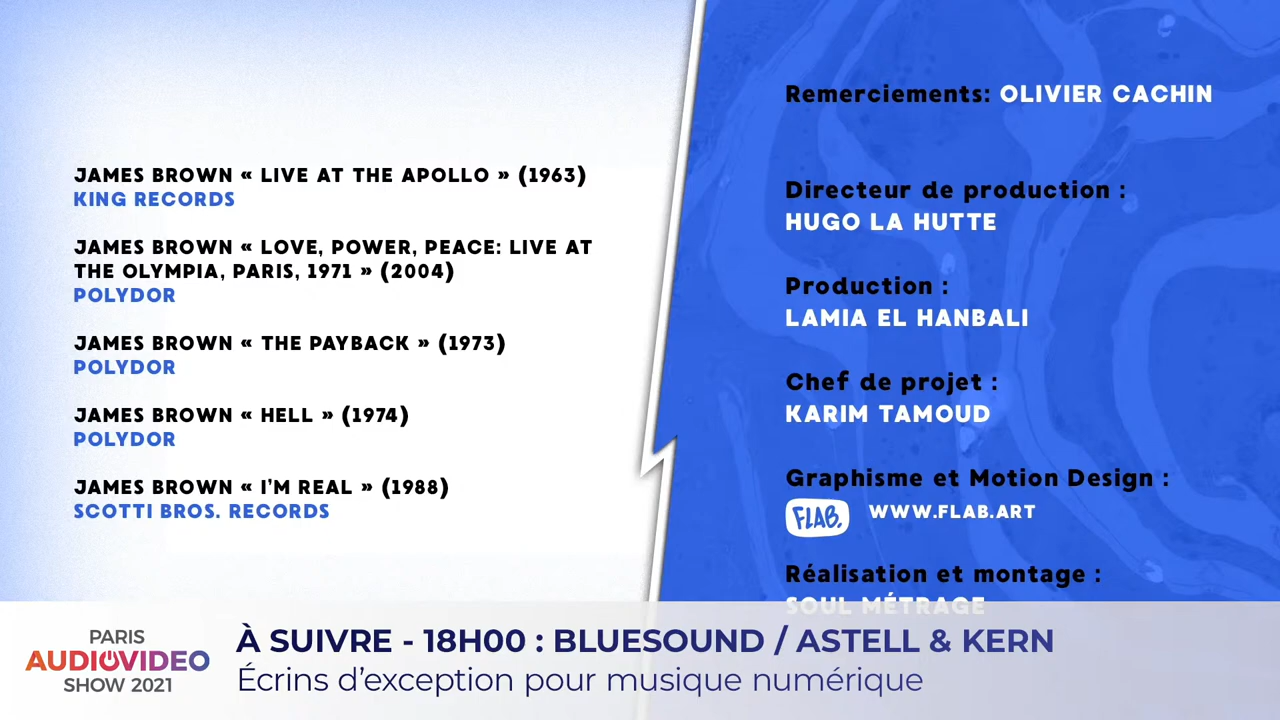 JAMES BROWN « LIVE AT THE APOLLO » (1963)
KING RECORDS
JAMES BROWN « LOVE, POWER, PEACE: LIVE AT
THE OLYMPIA, PARIS, 1971 » (2004)
POLYDOR
JAMES BROWN « THE PAYBACK » (1973)
POLYDOR
JAMES BROWN « HELL » (1974)
POLYDOR
JAMES BROWN « I'M REAL » (1988)
SCOTTI BROS. RECORDS
Remerciements: OLIVIER CACHIN
Directeur de production :
HUGO LA HUTTE
Production :
LAMIA EL HANBALI
Chef de projet :
KARIM TAMOUD
Graphisme et Motion Design :
FLAB. WWW.FLAB.ART
Réalisation et montage :
SOUL MÉTRAGE
PARIS
AUDIOVIDEO
SHOW 2021
À SUIVRE - 18H00 : BLUESOUND / ASTELL & KERN
Écrins d'exception pour musique numérique